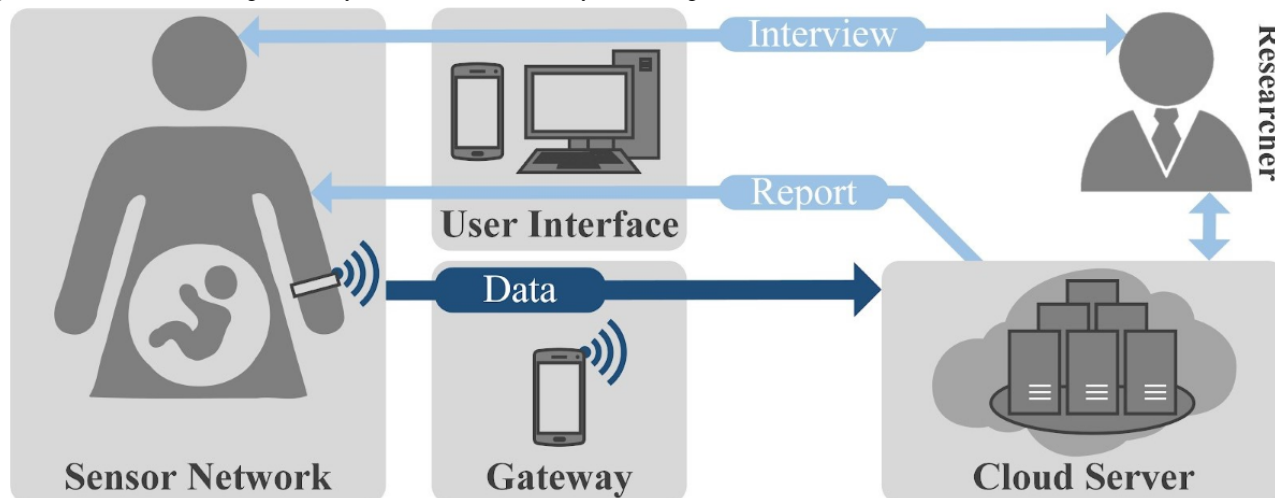 Interview
Researcher
Report
User Interface
Data
Sensor Network
Gateway
Cloud Server